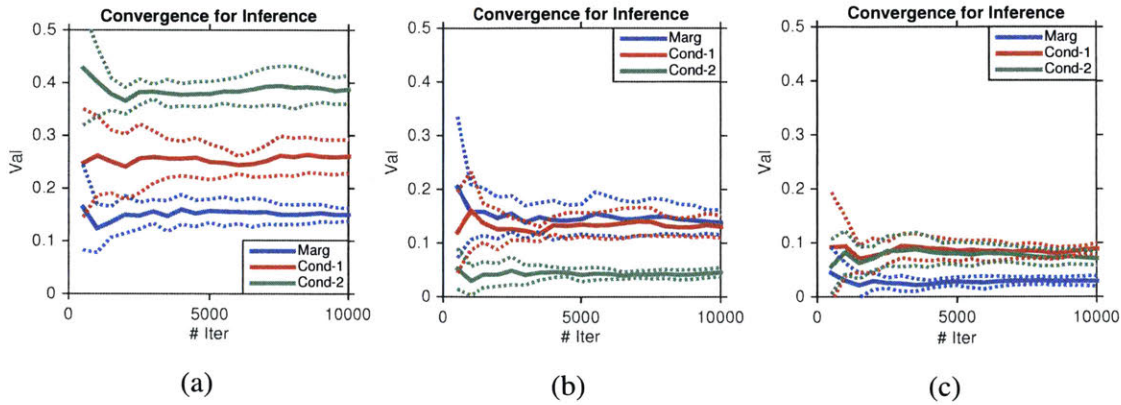 Convergence for Inference
0.5
0.4
0.3
0.2
0.1
0
Val
Marg
Cond-1
Cond-2
0
5000
10000
# Iter
(a)
Convergence for Inference
0.5
0.4
0.3
0.2
0.1
0
Val
Marg
Cond-1
Cond-2
0
5000
10000
# Iter
(b)
Convergence for Inference
0.5
0.4
0.3
0.2
0.1
0
Val
Marg
Cond-1
Cond-2
0
5000
10000
# Iter
(c)